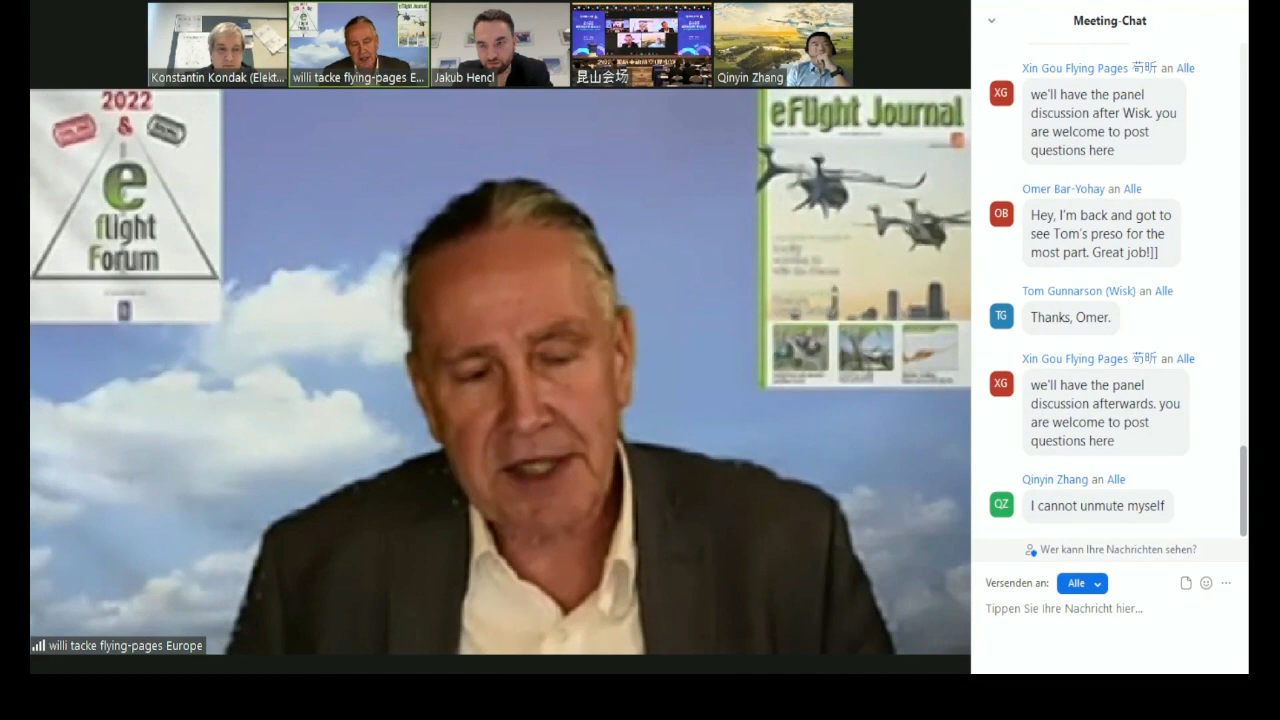 Konstantin Kondak (Elekt...
willi tacke flying-pages E...
Jakub Hencl
昆山会场
Qinyin Zhang
2022
&
e
flight
Forum
eFlight Journal
willi tacke flying-pages Europe
Meeting-Chat
Xin Gou Flying Pages 苟昕 an Alle
XG
we'll have the panel
discussion after Wisk. you
are welcome to post
questions here
Omer Bar-Yohay an Alle
OB
Hey, I'm back and got to
see Tom's preso for the
most part. Great job!]]
Tom Gunnarson (Wisk) an Alle
TG
Thanks, Omer.
Xin Gou Flying Pages 苟昕 an Alle
XG
we'll have the panel
discussion afterwards. you
are welcome to post
questions here
Qinyin Zhang an Alle
QZ
I cannot unmute myself
Wer kann Ihre Nachrichten sehen?
Versenden an: Alle
Tippen Sie Ihre Nachricht hier...